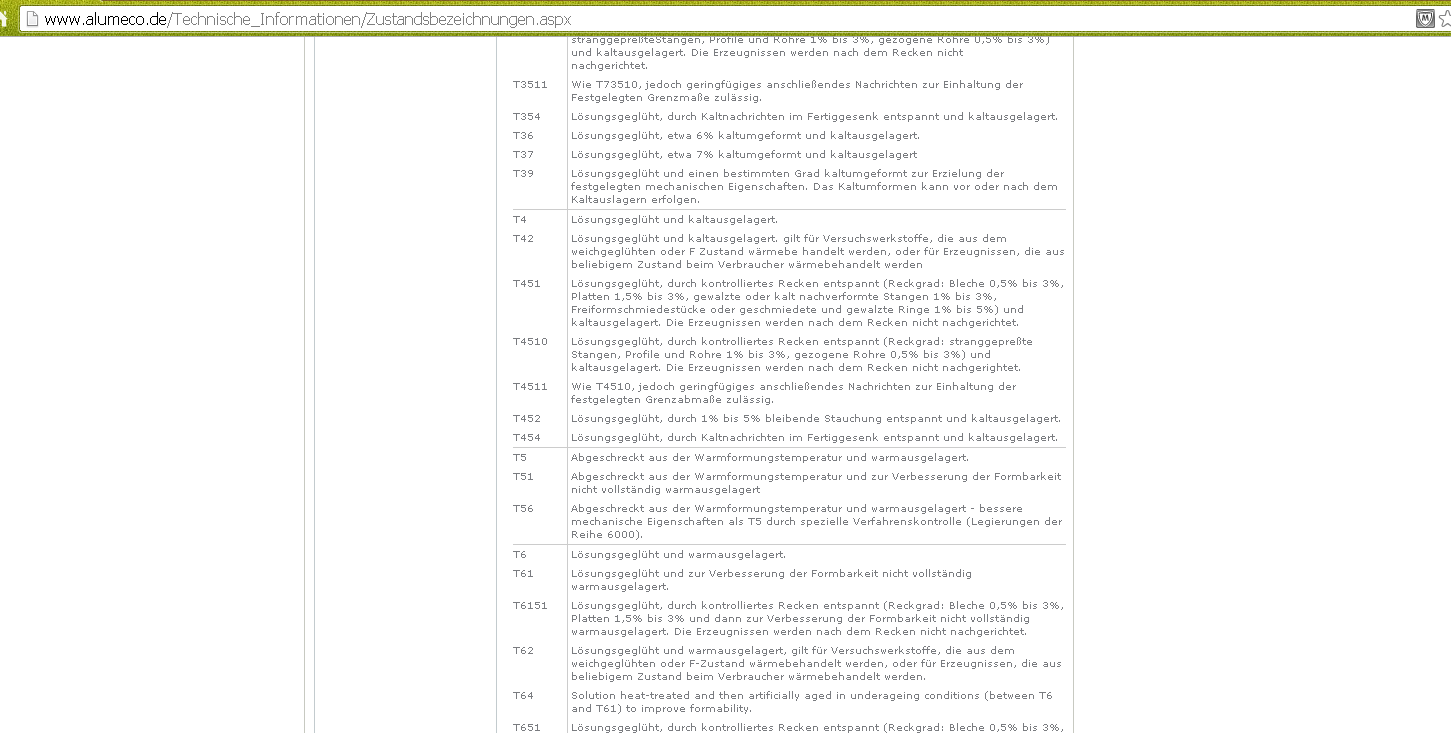 www.alumeco.de/Technische_Informationen/Zustandsbezeichnungen.aspx
stranggepreßteStangen, Profile und Rohre 1% bis 3%, gezogene Rohre 0,5% bis 3%)
und kaltausgelagert. Die Erzeugnissen werden nach dem Recken nicht
nachgerichtet.
T3511 Wie T73510, jedoch geringfügiges anschließendes Nachrichten zur Einhaltung der
Festgelegten Grenzmaße zulässig.
T354 Lösungsgeglüht, durch Kaltnachrichten im Fertiggesenk entspannt und kaltausgelagert.
T36 Lösungsgeglüht, etwa 6% kaltumgeformt und kaltausgelagert.
T37 Lösungsgeglüht, etwa 7% kaltumgeformt und kaltausgelagert
T39 Lösungsgeglüht und einen bestimmten Grad kaltumgeformt zur Erzielung der
festgelegten mechanischen Eigenschaften. Das Kaltumformen kann vor oder nach dem
Kaltauslagern erfolgen.
T4 Lösungsgeglüht und kaltausgelagert.
T42 Lösungsgeglüht und kaltausgelagert. gilt für Versuchswerkstoffe, die aus dem
weichgeglühten oder F Zustand wärmebe handelt werden, oder für Erzeugnissen, die aus
beliebigem Zustand beim Verbraucher wärmebehandelt werden
T451 Lösungsgeglüht, durch kontrolliertes Recken entspannt (Reckgrad: Bleche 0,5% bis 3%,
Platten 1,5% bis 3%, gewalzte oder kalt nachverformte Stangen 1% bis 3%,
Freiformschmiedestücke oder geschmiedete und gewalzte Ringe 1% bis 5%) und
kaltausgelagert. Die Erzeugnissen werden nach dem Recken nicht nachgerichtet.
T4510 Lösungsgeglüht, durch kontrolliertes Recken entspannt (Reckgrad: stranggepreßte
Stangen, Profile und Rohre 1% bis 3%, gezogene Rohre 0,5% bis 3%) und
kaltausgelagert. Die Erzeugnissen werden nach dem Recken nicht nachgerightet.
T4511 Wie T4510, jedoch geringfügiges anschließendes Nachrichten zur Einhaltung der
festgelegten Grenzabmaße zulässig.
T452 Lösungsgeglüht, durch 1% bis 5% bleibende Stauchung entspannt und kaltausgelagert.
T454 Lösungsgeglüht, durch Kaltnachrichten im Fertiggesenk entspannt und kaltausgelagert.
T5 Abgeschreckt aus der Warmformungstemperatur und warmausgelagert.
T51 Abgeschreckt aus der Warmformungstemperatur und zur Verbesserung der Formbarkeit
nicht vollständig warmausgelagert
T56 Abgeschreckt aus der Warmformungstemperatur und warmausgelagert - bessere
mechanische Eigenschaften als T5 durch spezielle Verfahrenskontrolle (Legierungen der
Reihe 6000).
T6 Lösungsgeglüht und warmausgelagert.
T61 Lösungsgeglüht und zur Verbesserung der Formbarkeit nicht vollständig
warmausgelagert.
T6151 Lösungsgeglüht, durch kontrolliertes Recken entspannt (Reckgrad: Bleche 0,5% bis 3%,
Platten 1,5% bis 3% und dann zur Verbesserung der Formbarkeit nicht vollständig
warmausgelagert. Die Erzeugnissen werden nach dem Recken nicht nachgerichtet.
T62 Lösungsgeglüht und warmausgelagert, gilt für Versuchswerkstoffe, die aus dem
weichgeglühten oder F-Zustand wärmebehandelt werden, oder für Erzeugnissen, die aus
beliebigem Zustand beim Verbraucher wärmebehandelt werden.
T64 Solution heat-treated and then artificially aged in underageing conditions (between T6
and T61) to improve formability.
T651 Lösungsgeglüht, durch kontrolliertes Recken entspannt (Reckgrad: Bleche 0,5% bis 3%,